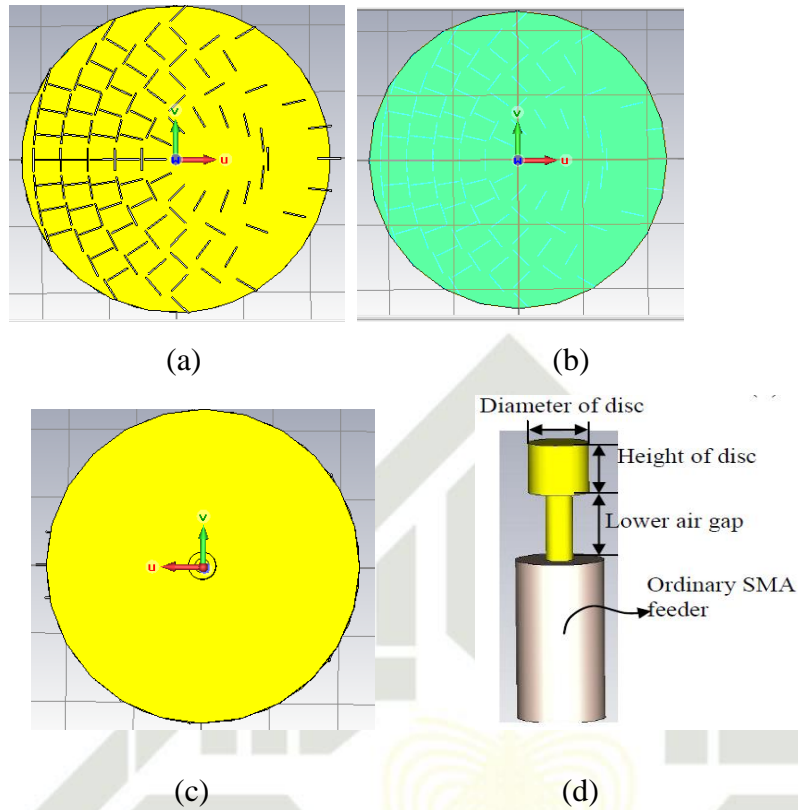 v
u
(a)
v
u
(b)
v
u
(c)
Diameter of disc
Height of disc
Lower air gap
Ordinary SMA
feeder
(d)